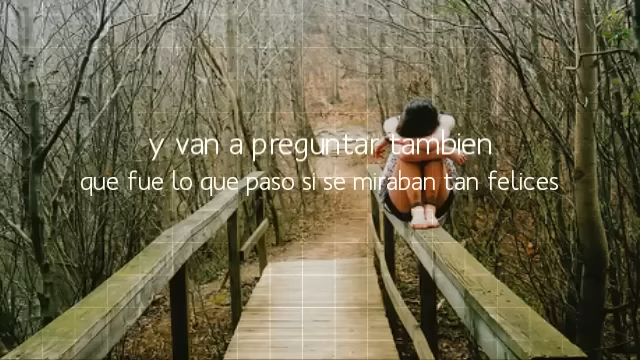 y van a preguntar tambien
que fue lo que paso si se miraban tan felices